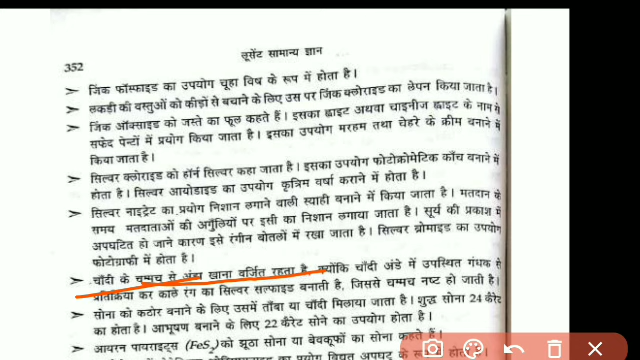 352
लूसेंट सामान्य ज्ञान
➤ जिंक फॉस्फाइड का उपयोग चूहा विष के रूप में होता है।
➤ लकड़ी की वस्तुओं को कीड़ों से बचाने के लिए उस पर जिंक क्लोराइड का लेपन किया जाता है।
➤ जिंक ऑक्साइड को जस्ते का फूल कहते हैं। इसका ह्वाइट अथवा चाइनीज ह्वाइट के नाम से
सफेद पेन्टों में प्रयोग किया जाता है। इसका उपयोग मरहम तथा चेहरे के क्रीम बनाने में
किया जाता है।
➤ सिल्वर क्लोराइड को हॉर्न सिल्वर कहा जाता है। इसका उपयोग फोटोक्रोमेटिक काँच बनाने में
होता है। सिल्वर आयोडाइड का उपयोग कृत्रिम वर्षा कराने में होता है।
➤ सिल्वर नाइट्रेट का प्रयोग निशान लगाने वाली स्याही बनाने में किया जाता है। मतदान के
समय मतदाताओं की अँगुलियों पर इसी का निशान लगाया जाता है। सूर्य की प्रकाश में
अपघटित हो जाने कारण इसे रंगीन बोतलों में रखा जाता है। सिल्वर ब्रोमाइड का उपयोग
फोटोग्राफी में होता है।
➤ चाँदी के चम्मच से अंडा खाना वर्जित रहता है, क्योंकि चाँदी अंडे में उपस्थित गंधक से
प्रतिक्रिया कर काले रंग का सिल्वर सल्फाइड बनाती है, जिससे चम्मच नष्ट हो जाती है।
➤ सोना को कठोर बनाने के लिए उसमें ताँबा या चाँदी मिलाया जाता है। शुद्ध सोना 24 कैरेट
का होता है। आभूषण बनाने के लिए 22 कैरेट सोने का उपयोग होता है।
➤ आयरन पायराइट्स (FeS₂) को झूठा सोना या बेवकूफों का सोना कहते हैं।